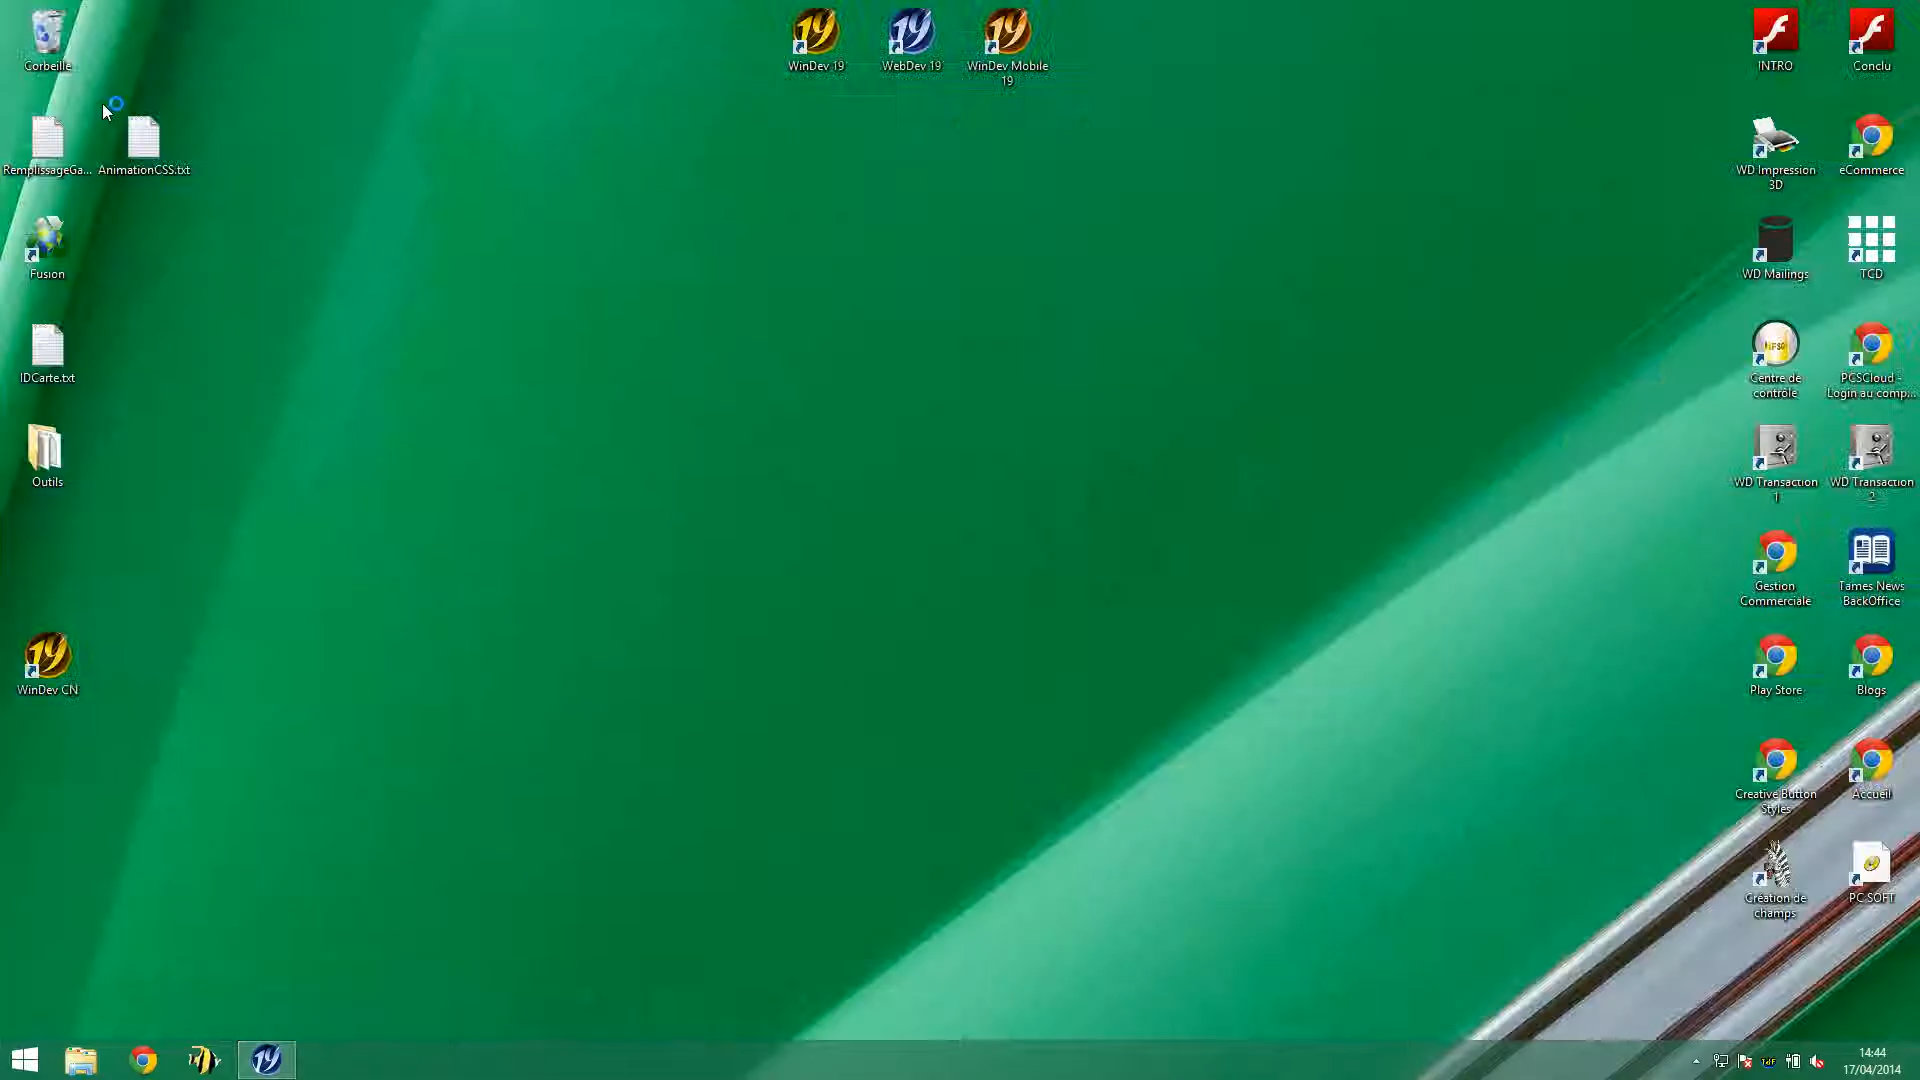 Corbeille
WinDev 19
WebDev 19
WinDev Mobile
19
INTRO
Conclu
RemplissageGa...
AnimationCSS.txt
WD Impression
3D
eCommerce
Fusion
WD Mailings
TCD
IDCarte.txt
Centre de
contrôle
PCSCloud -
Login au comp...
Outils
WD Transaction
1
WD Transaction
2
Gestion
Commerciale
Tames News
BackOffice
WinDev CN
Play Store
Blogs
Creative Button
Styles
Accueil
Création de
champs
PC SOFT
14:44
17/04/2014